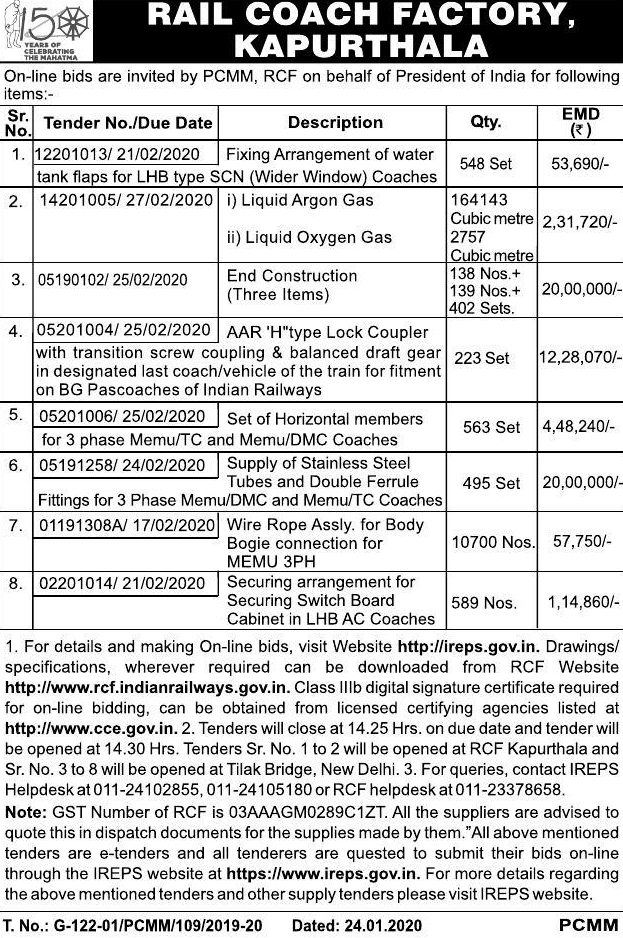 150
YEARS OF
CELEBRATING
THE MAHATMA
RAIL COACH FACTORY,
KAPURTHALA
On-line bids are invited by PCMM, RCF on behalf of President of India for following
items:-
Sr. No. Tender No./Due Date Description Qty. EMD (₹)
1. 12201013/ 21/02/2020 Fixing Arrangement of water
tank flaps for LHB type SCN (Wider Window) Coaches 548 Set 53,690/-
2. 14201005/ 27/02/2020 i) Liquid Argon Gas 164143
Cubic metre 2,31,720/-
ii) Liquid Oxygen Gas 2757
Cubic metre
3. 05190102/ 25/02/2020 End Construction 138 Nos.+
(Three Items) 139 Nos.+ 20,00,000/-
402 Sets.
4. 05201004/ 25/02/2020 AAR 'H"type Lock Coupler
with transition screw coupling & balanced draft gear 223 Set 12,28,070/-
in designated last coach/vehicle of the train for fitment
on BG Pascoaches of Indian Railways
5. 05201006/ 25/02/2020 Set of Horizontal members 563 Set 4,48,240/-
for 3 phase Memu/TC and Memu/DMC Coaches
6. 05191258/ 24/02/2020 Supply of Stainless Steel
Tubes and Double Ferrule 495 Set 20,00,000/-
Fittings for 3 Phase Memu/DMC and Memu/TC Coaches
7. 01191308A/ 17/02/2020 Wire Rope Assly. for Body
Bogie connection for 10700 Nos. 57,750/-
MEMU 3PH
8. 02201014/ 21/02/2020 Securing arrangement for
Securing Switch Board 589 Nos. 1,14,860/-
Cabinet in LHB AC Coaches
1. For details and making On-line bids, visit Website http://ireps.gov.in. Drawings/
specifications, wherever required can be downloaded from RCF Website
http://www.rcf.indianrailways.gov.in. Class IIIb digital signature certificate required
for on-line bidding, can be obtained from licensed certifying agencies listed at
http://www.cce.gov.in. 2. Tenders will close at 14.25 Hrs. on due date and tender will
be opened at 14.30 Hrs. Tenders Sr. No. 1 to 2 will be opened at RCF Kapurthala and
Sr. No. 3 to 8 will be opened at Tilak Bridge, New Delhi. 3. For queries, contact IREPS
Helpdesk at 011-24102855, 011-24105180 or RCF helpdesk at 011-23378658.
Note: GST Number of RCF is 03AAAGM0289C1ZT. All the suppliers are advised to
quote this in dispatch documents for the supplies made by them."All above mentioned
tenders are e-tenders and all tenderers are quested to submit their bids on-line
through the IREPS website at https://www.ireps.gov.in. For more details regarding
the above mentioned tenders and other supply tenders please visit IREPS website.
T. No.: G-122-01/PCMM/109/2019-20 Dated: 24.01.2020 PCMM